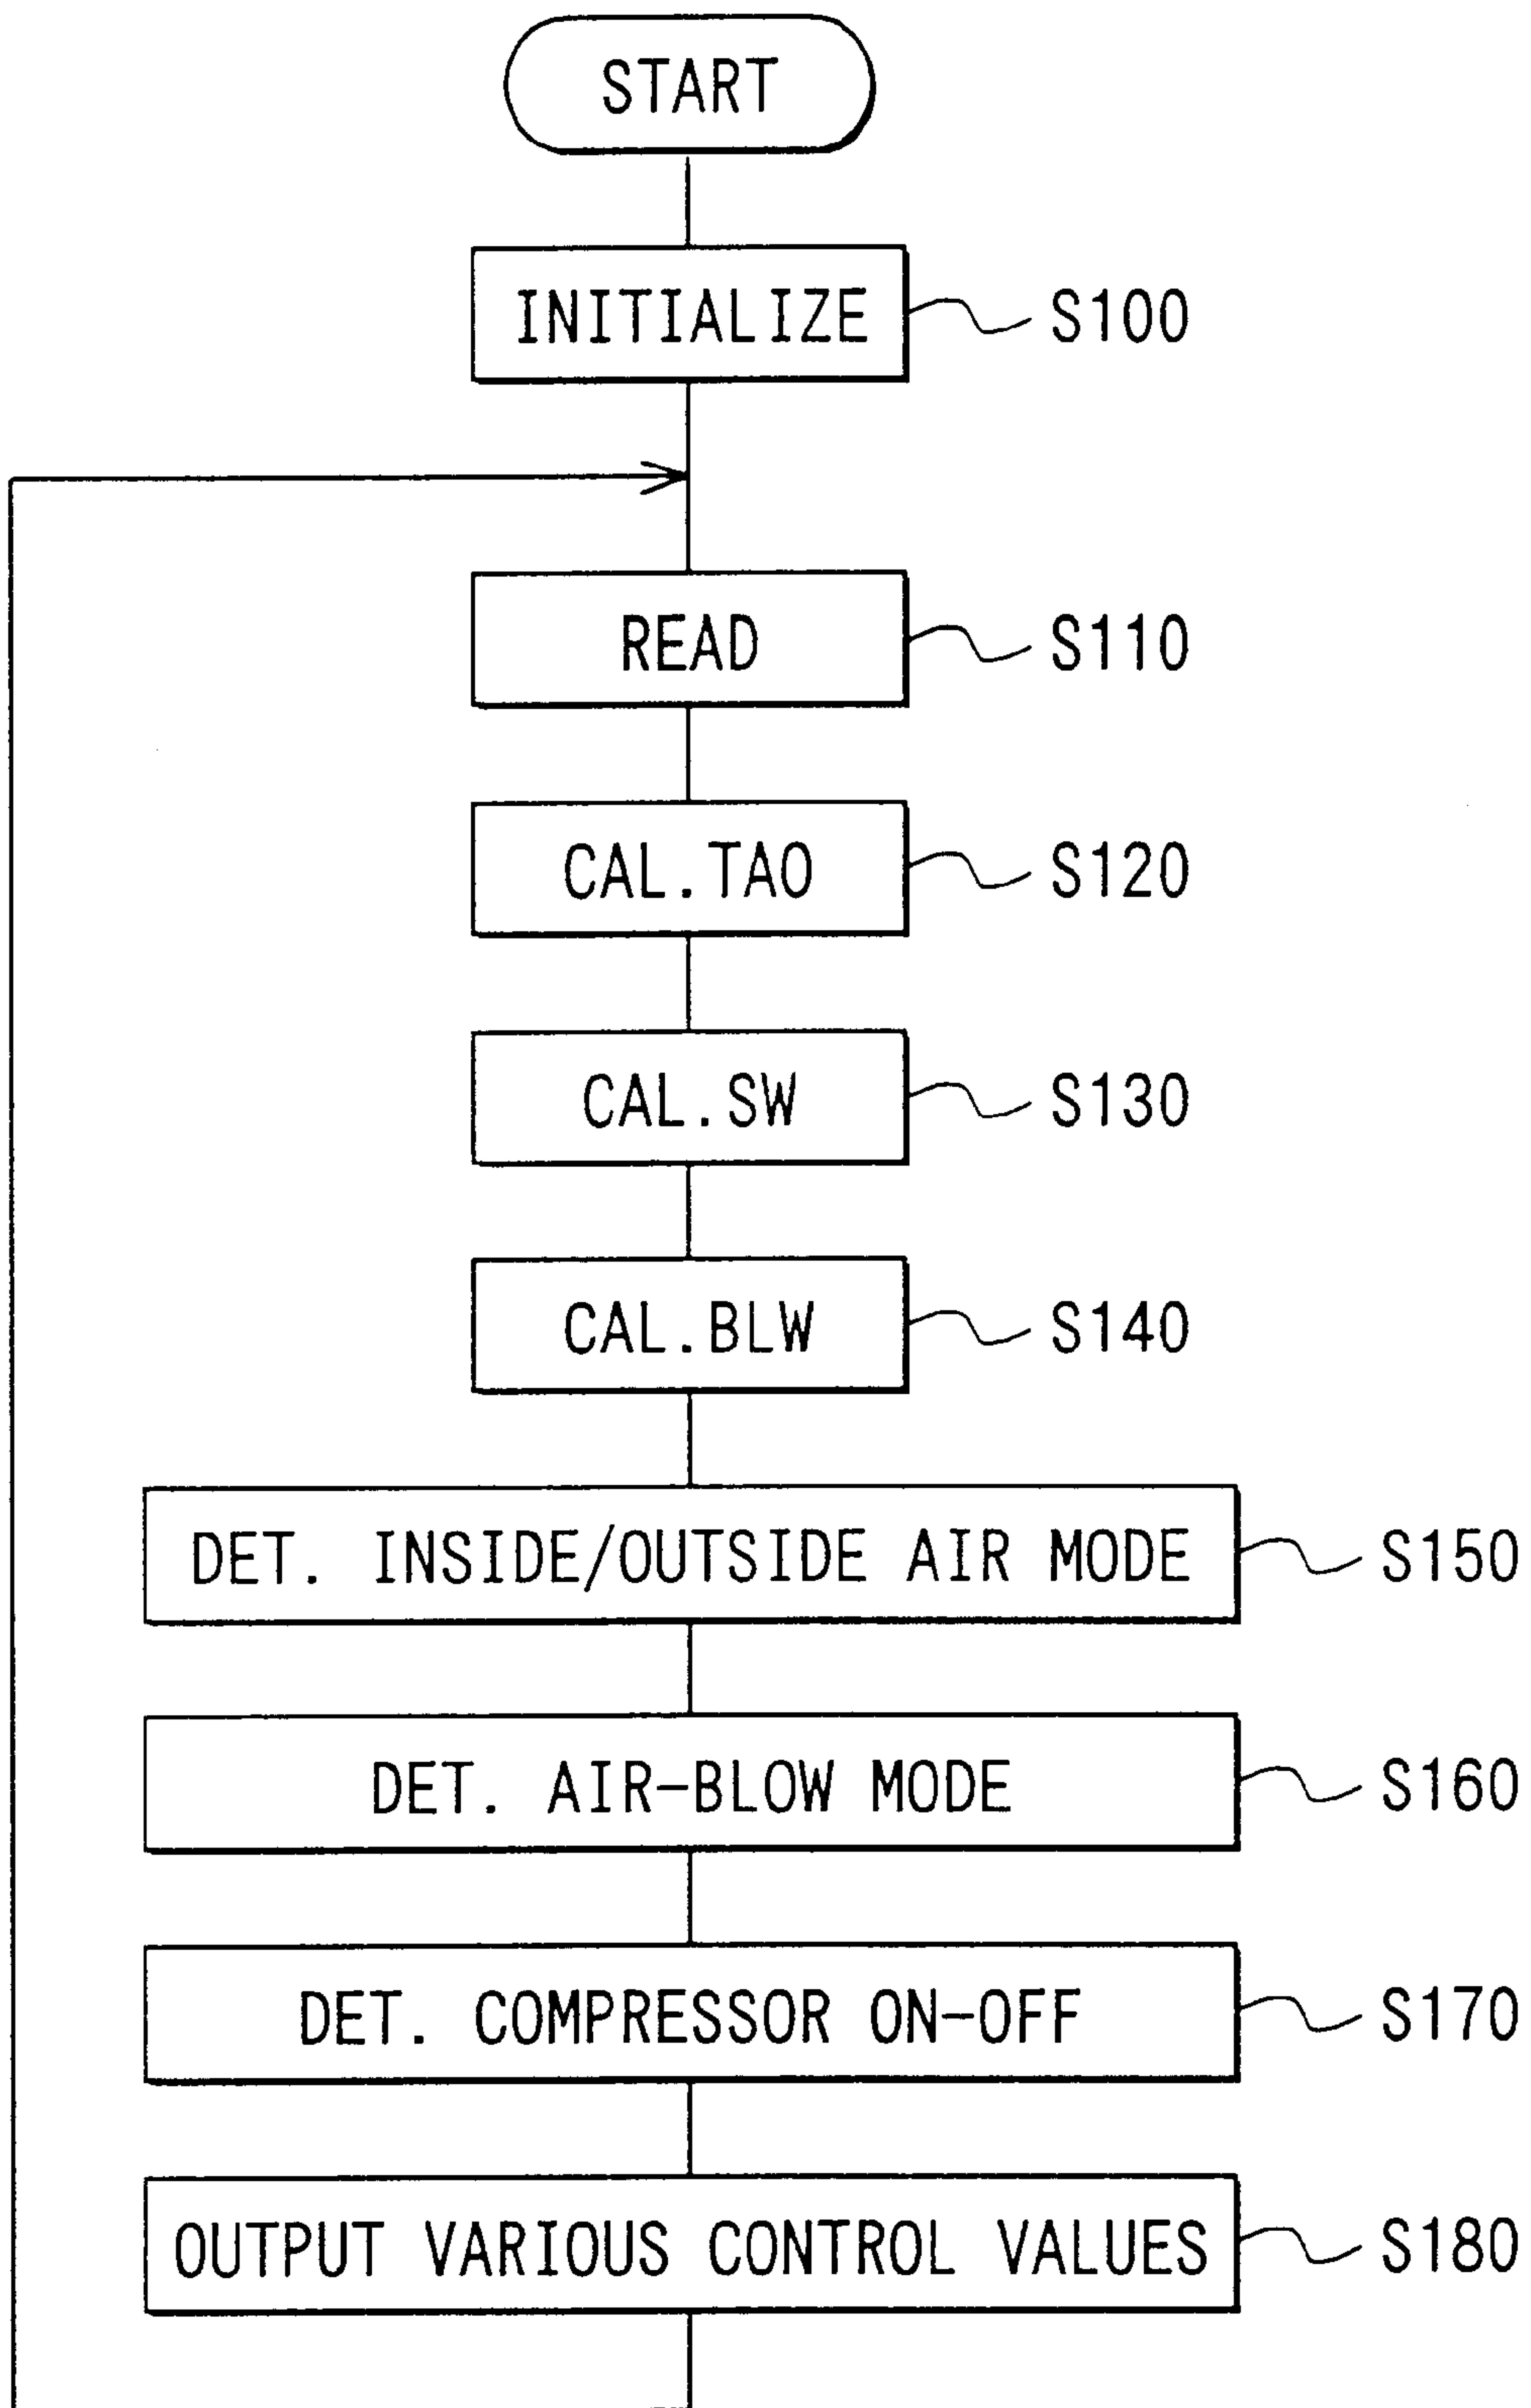 START
INITIALIZE S100
READ S110
CAL.TAO S120
CAL.SW S130
CAL.BLW S140
DET. INSIDE/OUTSIDE AIR MODE S150
DET. AIR-BLOW MODE S160
DET. COMPRESSOR ON-OFF S170
OUTPUT VARIOUS CONTROL VALUES S180